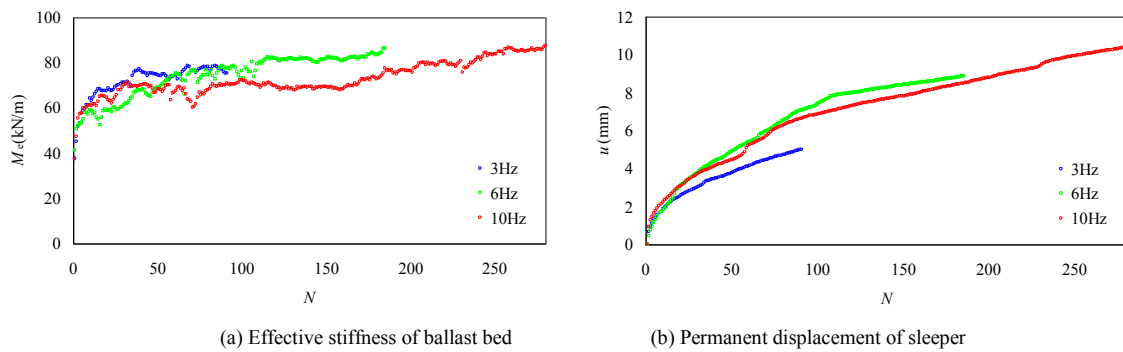 100
80
60
40
20
0
M e(kN/m)
3Hz
6Hz
10Hz
0 50 100 150 200 250
N
(a) Effective stiffness of ballast bed
12
10
8
6
4
2
0
u (mm)
3Hz
6Hz
10Hz
0 50 100 150 200 250
N
(b) Permanent displacement of sleeper